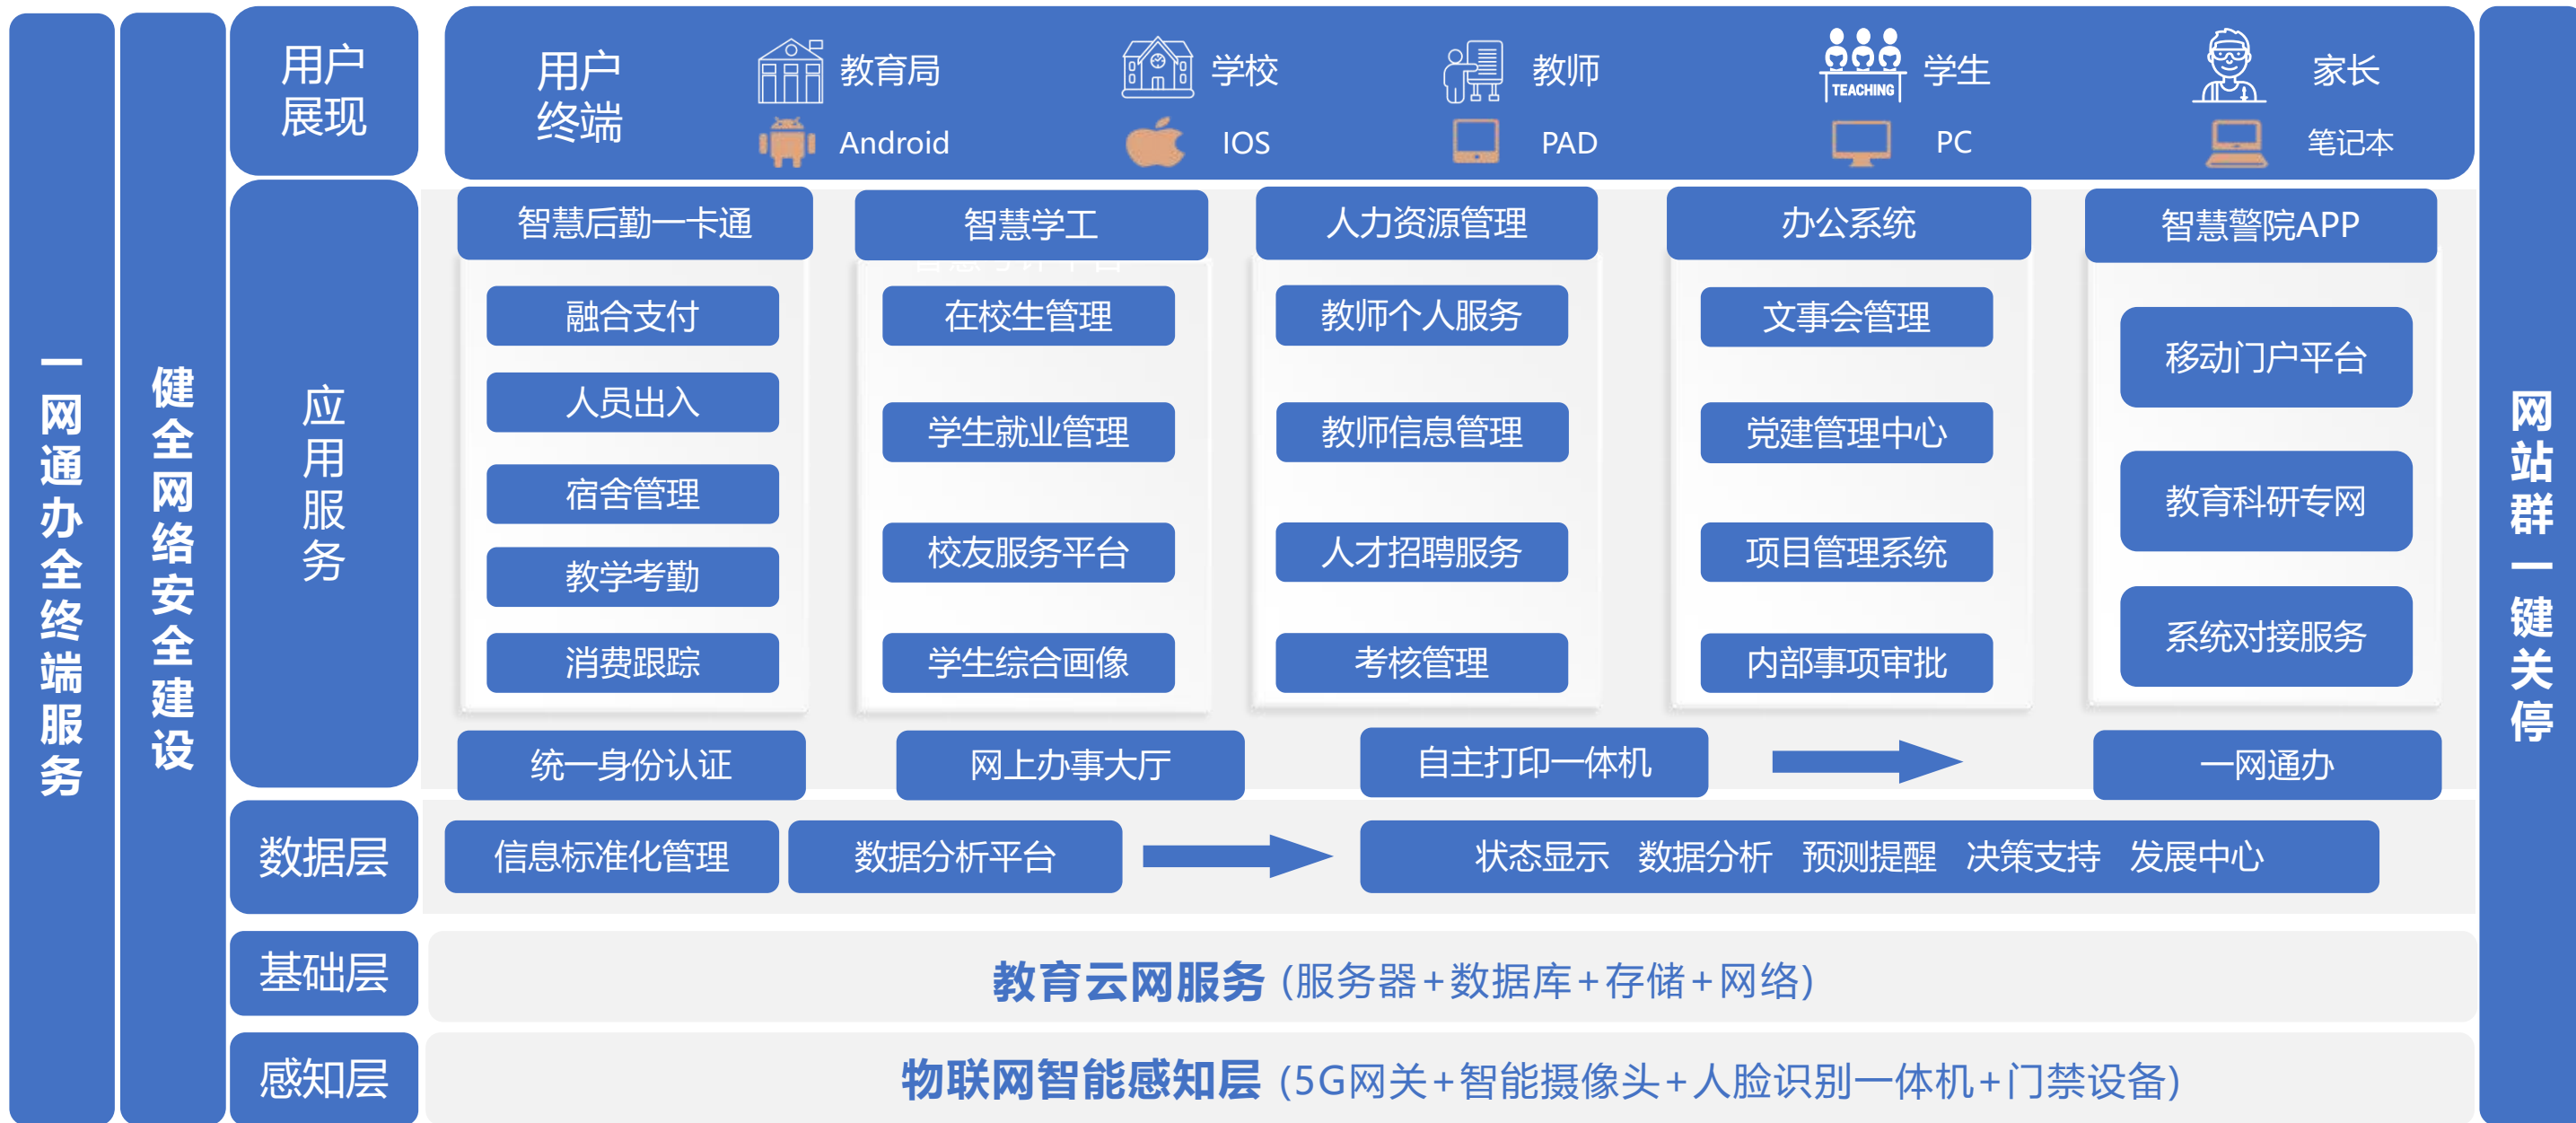 一网通办全终端服务
健全网络安全建设
用户
展现
用户
终端
教育局
学校
教师
TEACHING
学生
家长
Android
IOS
PAD
PC
笔记本
应用服务
智慧后勤一卡通
融合支付
人员出入
宿舍管理
教学考勤
消费跟踪
智慧学工
在校生管理
学生就业管理
校友服务平台
学生综合画像
人力资源管理
教师个人服务
教师信息管理
人才招聘服务
考核管理
办公系统
文事会管理
党建管理中心
项目管理系统
内部事项审批
智慧警院APP
移动门户平台
教育科研专网
系统对接服务
统一身份认证
网上办事大厅
自主打印一体机
一网通办
数据层
信息标准化管理
数据分析平台
状态显示 数据分析 预测提醒 决策支持 发展中心
基础层
教育云网服务 (服务器+数据库+存储+网络)
感知层
物联网智能感知层 (5G网关+智能摄像头+人脸识别一体机+门禁设备)
网站群一键关停